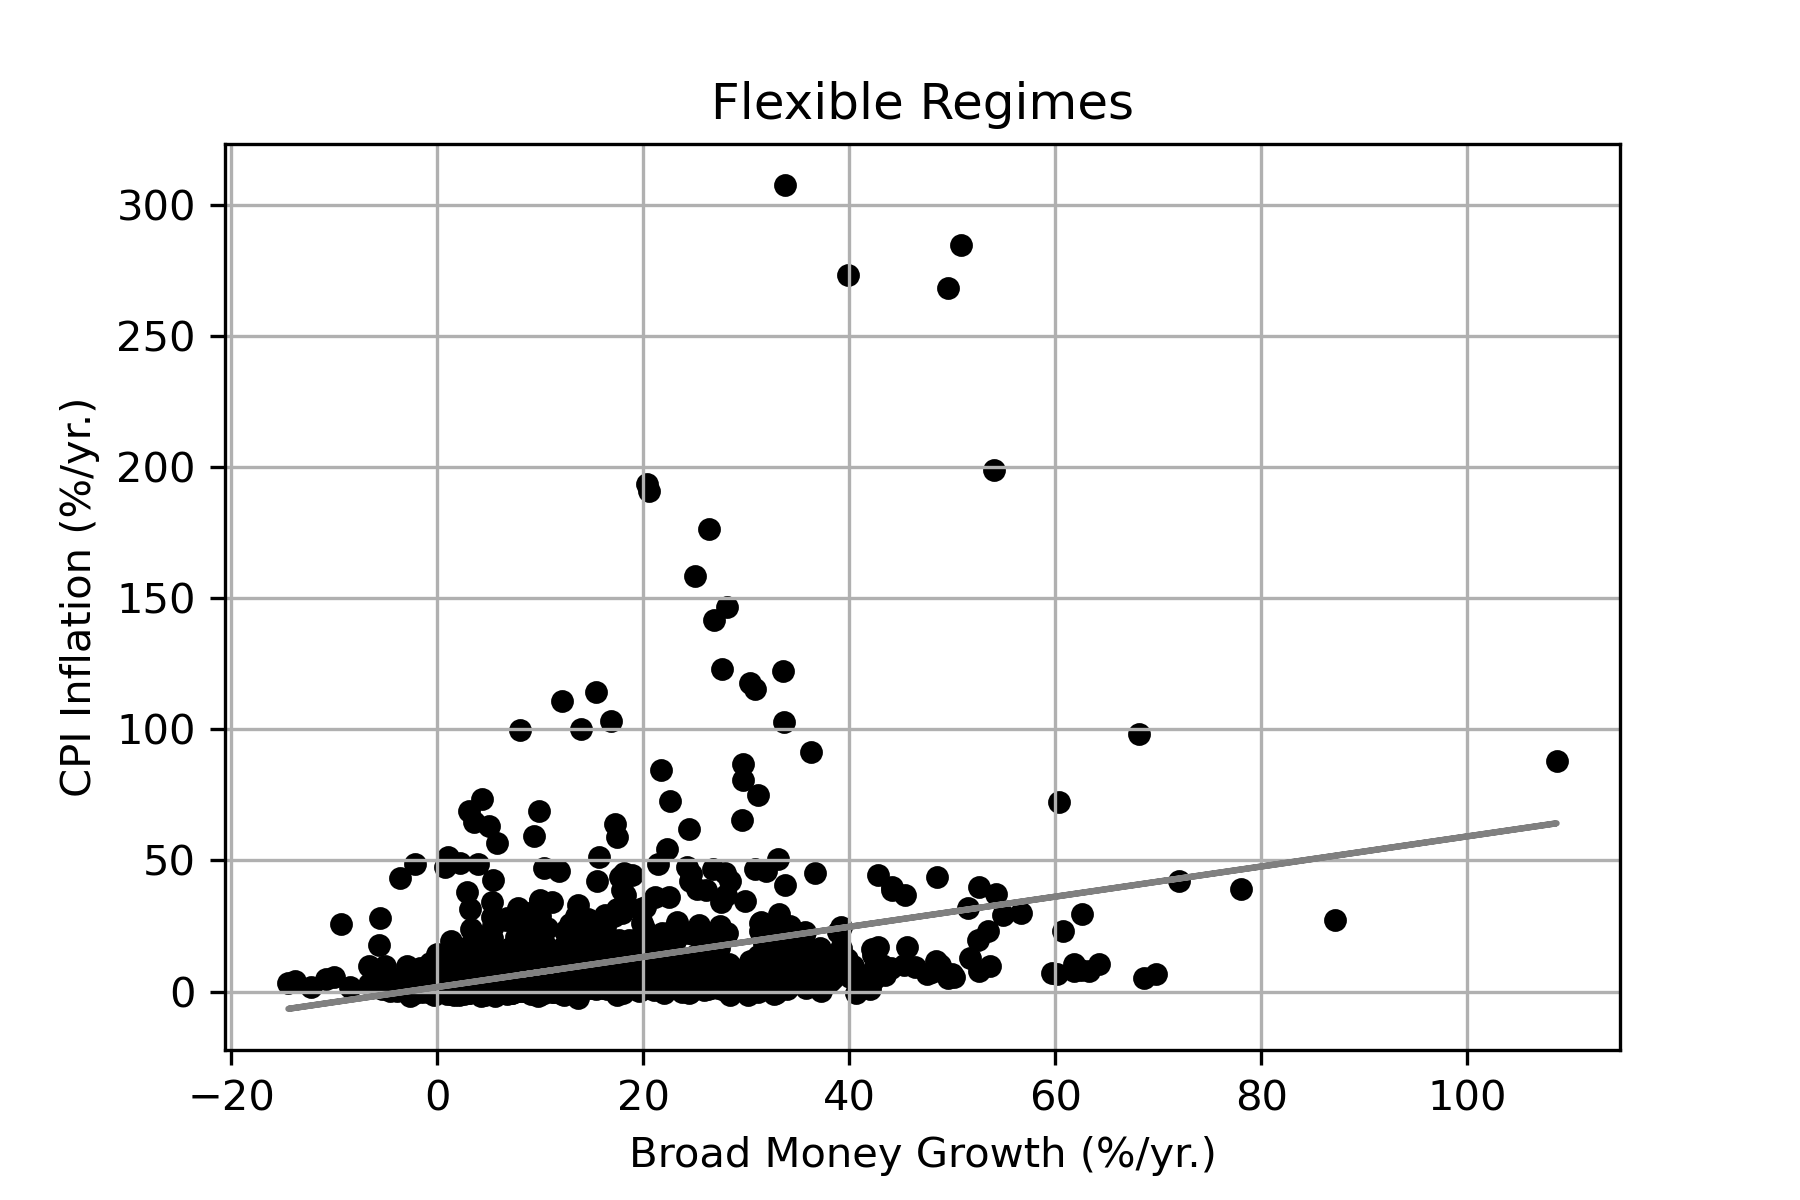 Flexible Regimes
CPI Inflation (%/yr.)
300
250
200
150
100
50
0
−20 0 20 40 60 80 100
Broad Money Growth (%/yr.)